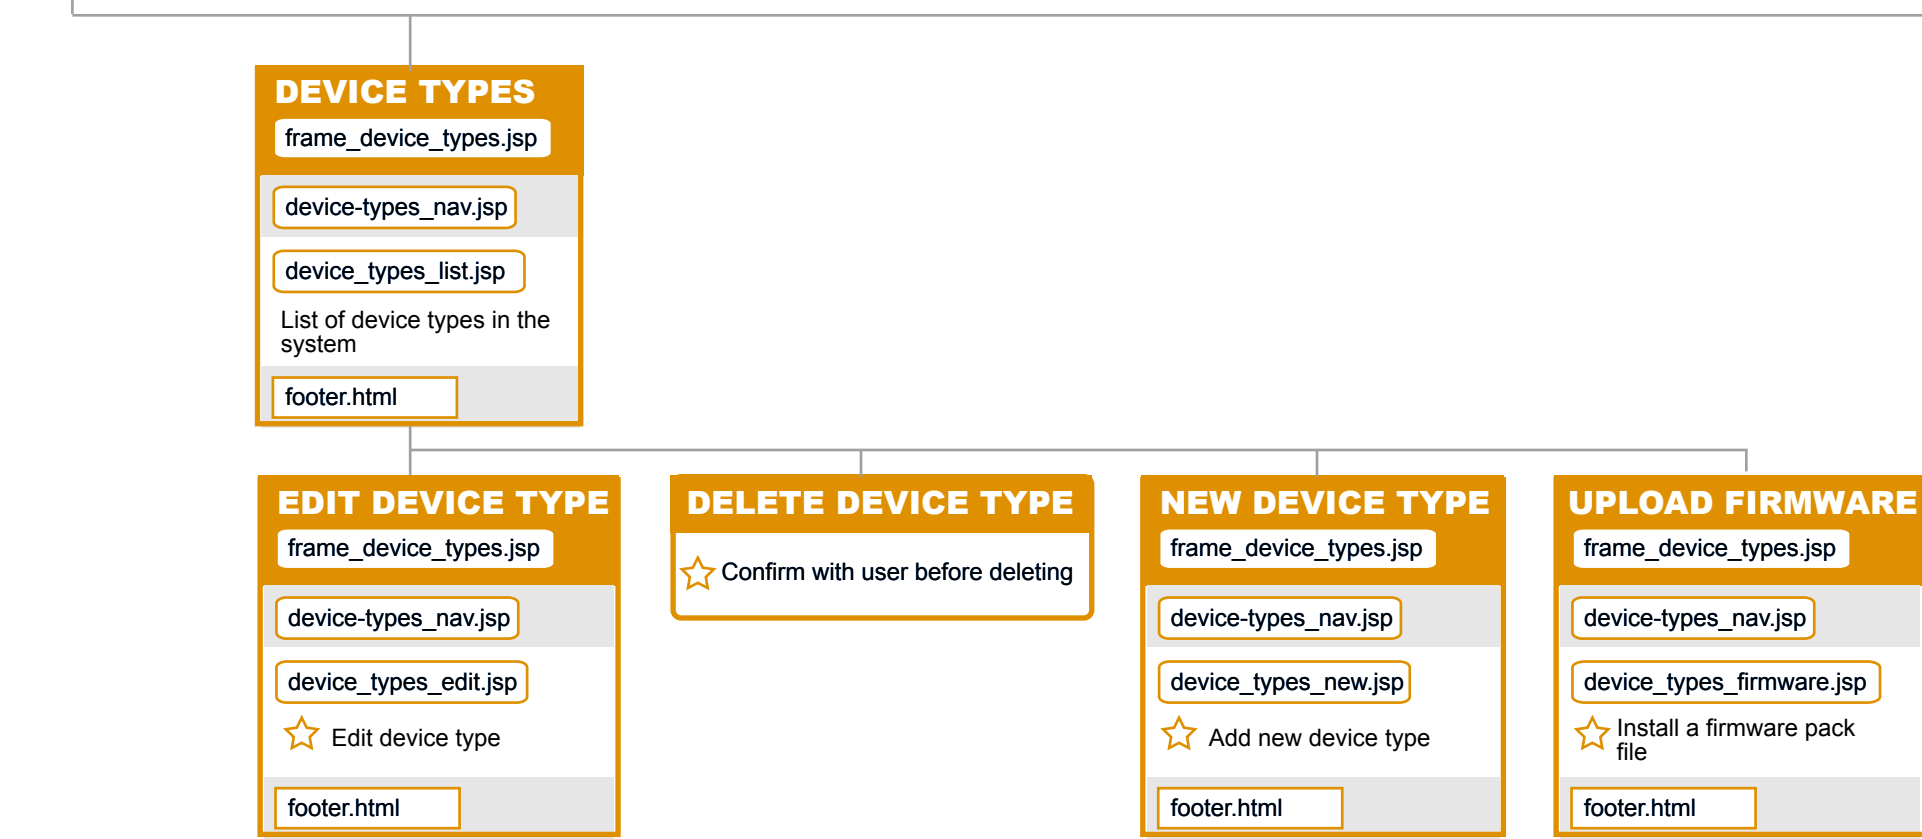 DEVICE TYPES
frame_device_types.jsp
device-types_nav.jsp
device_types_list.jsp
List of device types in the
system
footer.html
EDIT DEVICE TYPE
frame_device_types.jsp
device-types_nav.jsp
device_types_edit.jsp
Edit device type
footer.html
DELETE DEVICE TYPE
Confirm with user before deleting
NEW DEVICE TYPE
frame_device_types.jsp
device-types_nav.jsp
device_types_new.jsp
Add new device type
footer.html
UPLOAD FIRMWARE
frame_device_types.jsp
device-types_nav.jsp
device_types_firmware.jsp
Install a firmware pack
file
footer.html